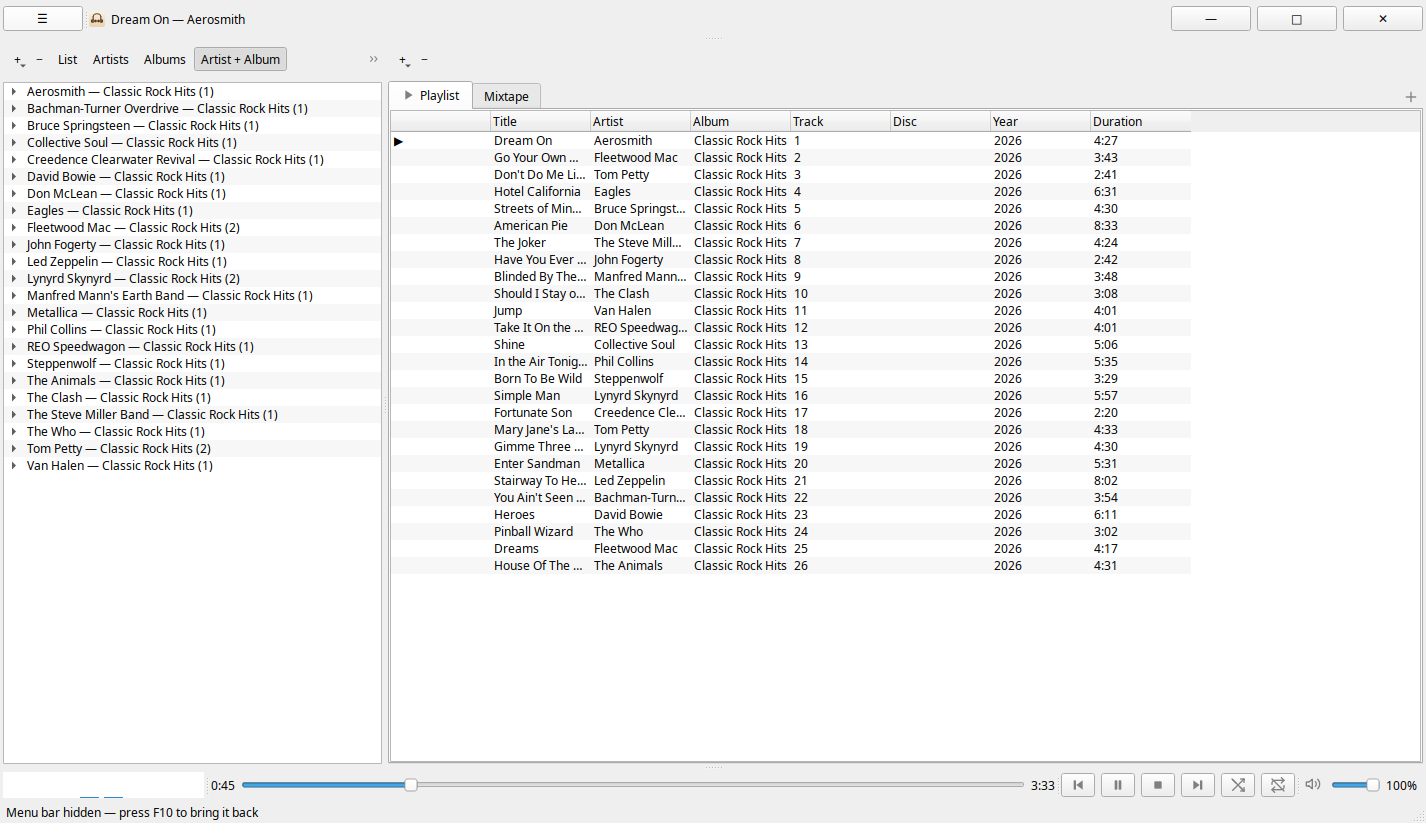 Dream On — Aerosmith
List Artists Albums Artist + Album
Aerosmith — Classic Rock Hits (1)
Bachman-Turner Overdrive — Classic Rock Hits (1)
Bruce Springsteen — Classic Rock Hits (1)
Collective Soul — Classic Rock Hits (1)
Creedence Clearwater Revival — Classic Rock Hits (1)
David Bowie — Classic Rock Hits (1)
Don McLean — Classic Rock Hits (1)
Eagles — Classic Rock Hits (1)
Fleetwood Mac — Classic Rock Hits (2)
John Fogerty — Classic Rock Hits (1)
Led Zeppelin — Classic Rock Hits (1)
Lynyrd Skynyrd — Classic Rock Hits (2)
Manfred Mann's Earth Band — Classic Rock Hits (1)
Metallica — Classic Rock Hits (1)
Phil Collins — Classic Rock Hits (1)
REO Speedwagon — Classic Rock Hits (1)
Steppenwolf — Classic Rock Hits (1)
The Animals — Classic Rock Hits (1)
The Clash — Classic Rock Hits (1)
The Steve Miller Band — Classic Rock Hits (1)
The Who — Classic Rock Hits (1)
Tom Petty — Classic Rock Hits (2)
Van Halen — Classic Rock Hits (1)
Playlist Mixtape
Title Artist Album Track Disc Year Duration
Dream On Aerosmith Classic Rock Hits 1 2026 4:27
Go Your Own ... Fleetwood Mac Classic Rock Hits 2 2026 3:43
Don't Do Me Li... Tom Petty Classic Rock Hits 3 2026 2:41
Hotel California Eagles Classic Rock Hits 4 2026 6:31
Streets of Min... Bruce Springst... Classic Rock Hits 5 2026 4:30
American Pie Don McLean Classic Rock Hits 6 2026 8:33
The Joker The Steve Mill... Classic Rock Hits 7 2026 4:24
Have You Ever ... John Fogerty Classic Rock Hits 8 2026 2:42
Blinded By The... Manfred Mann... Classic Rock Hits 9 2026 3:48
Should I Stay o... The Clash Classic Rock Hits 10 2026 3:08
Jump Van Halen Classic Rock Hits 11 2026 4:01
Take It On the ... REO Speedwag... Classic Rock Hits 12 2026 4:01
Shine Collective Soul Classic Rock Hits 13 2026 5:06
In the Air Tonig... Phil Collins Classic Rock Hits 14 2026 5:35
Born To Be Wild Steppenwolf Classic Rock Hits 15 2026 3:29
Simple Man Lynyrd Skynyrd Classic Rock Hits 16 2026 5:57
Fortunate Son Creedence Cle... Classic Rock Hits 17 2026 2:20
Mary Jane's La... Tom Petty Classic Rock Hits 18 2026 4:33
Gimme Three ... Lynyrd Skynyrd Classic Rock Hits 19 2026 4:30
Enter Sandman Metallica Classic Rock Hits 20 2026 5:31
Stairway To He... Led Zeppelin Classic Rock Hits 21 2026 8:02
You Ain't Seen ... Bachman-Turn... Classic Rock Hits 22 2026 3:54
Heroes David Bowie Classic Rock Hits 23 2026 6:11
Pinball Wizard The Who Classic Rock Hits 24 2026 3:02
Dreams Fleetwood Mac Classic Rock Hits 25 2026 4:17
House Of The ... The Animals Classic Rock Hits 26 2026 4:31
0:45 3:33 100%
Menu bar hidden — press F10 to bring it back